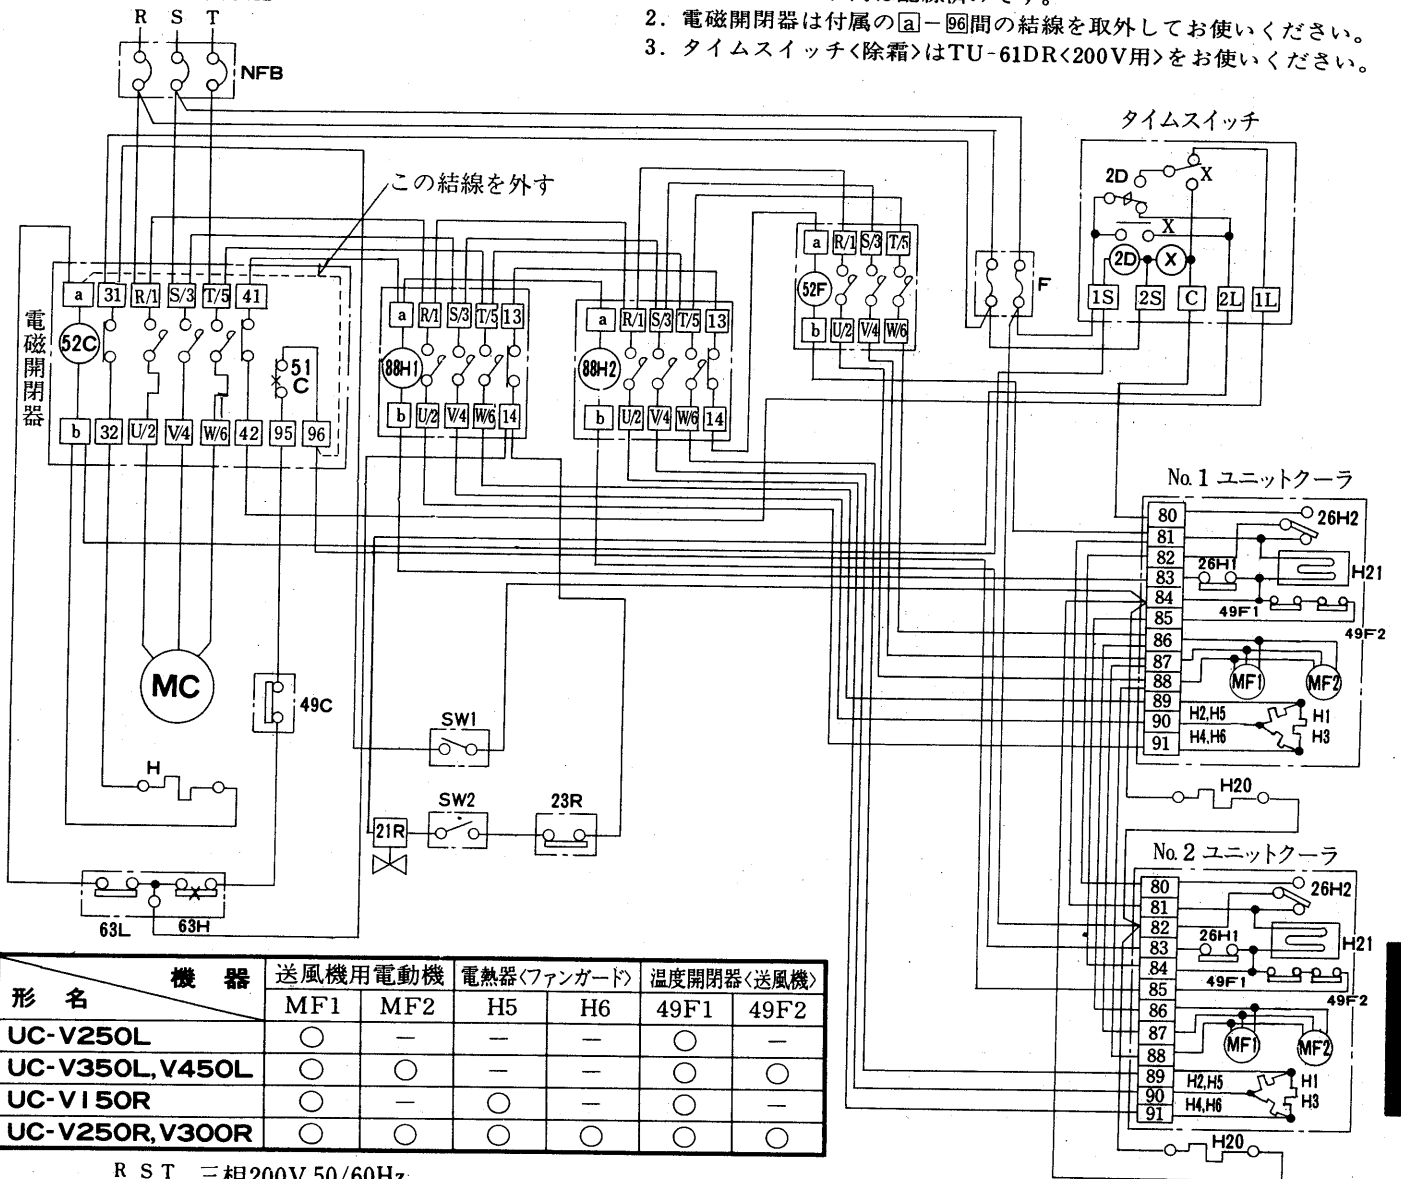 R S T
NFB
2. 電磁開閉器は付属のa－96間の結線を取外してお使いください。
3. タイムスイッチ<除霜>はTU-61DR<200V用>をお使いください。
タイムスイッチ
2D X
X
2D X
1S 2S C 2L 1L
この結線を外す
F
電磁開閉器
a 31 R/1 S/3 T/5 41
52C
51C
b 32 U/2 V/4 W/6 42 95 96
a R/1 S/3 T/5 13
88H1
b U/2 V/4 W/6 14
a R/1 S/3 T/5 13
88H2
b U/2 V/4 W/6 14
a R/1 S/3 T/5
52F
b U/2 V/4 W/6
No.1 ユニットクーラ
80
81
82
83
84
85
86
87
88
89
90
91
26H2
26H1
H21
49F1
49F2
MF1 MF2
H2,H5
H4,H6
H1
H3
H20
MC
49C
H
SW1
SW2
23R
21R
63L 63H
No.2 ユニットクーラ
80
81
82
83
84
85
86
87
88
89
90
91
26H2
26H1
H21
49F1
49F2
MF1 MF2
H2,H5
H4,H6
H1
H3
H20
機器 送風機用電動機 電熱器<ファンガード> 温度開閉器<送風機>
形名 MF1 MF2 H5 H6 49F1 49F2
UC-V250L ○ － － － ○ －
UC-V350L,V450L ○ ○ － － ○ ○
UC-V150R ○ － ○ － ○ －
UC-V250R,V300R ○ ○ ○ ○ ○ ○
R S T 三相200V 50/60Hz